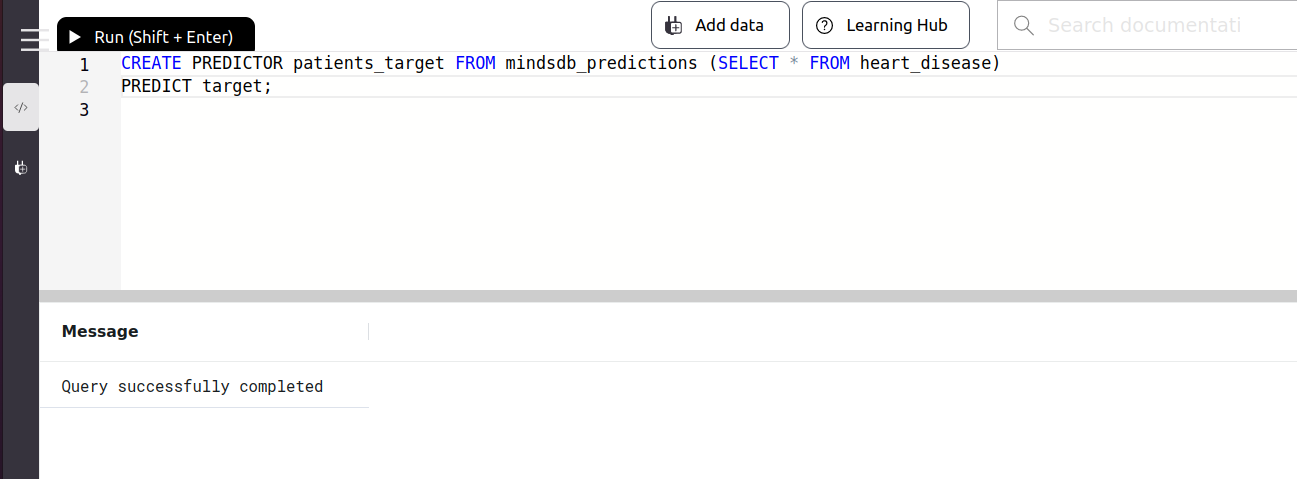 Run (Shift + Enter)
Add data
Learning Hub
Search documentati
1 CREATE PREDICTOR patients_target FROM mindsdb_predictions (SELECT * FROM heart_disease)
2 PREDICT target;
3
Message
Query successfully completed